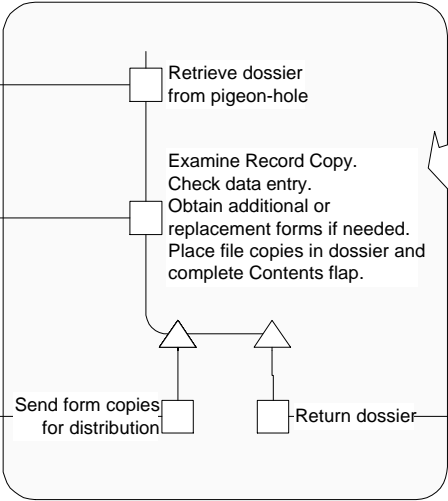 Retrieve dossier
from pigeon-hole
Examine Record Copy.
Check data entry.
Obtain additional or
replacement forms if needed.
Place file copies in dossier and
complete Contents flap.
Send form copies
for distribution
Return dossier